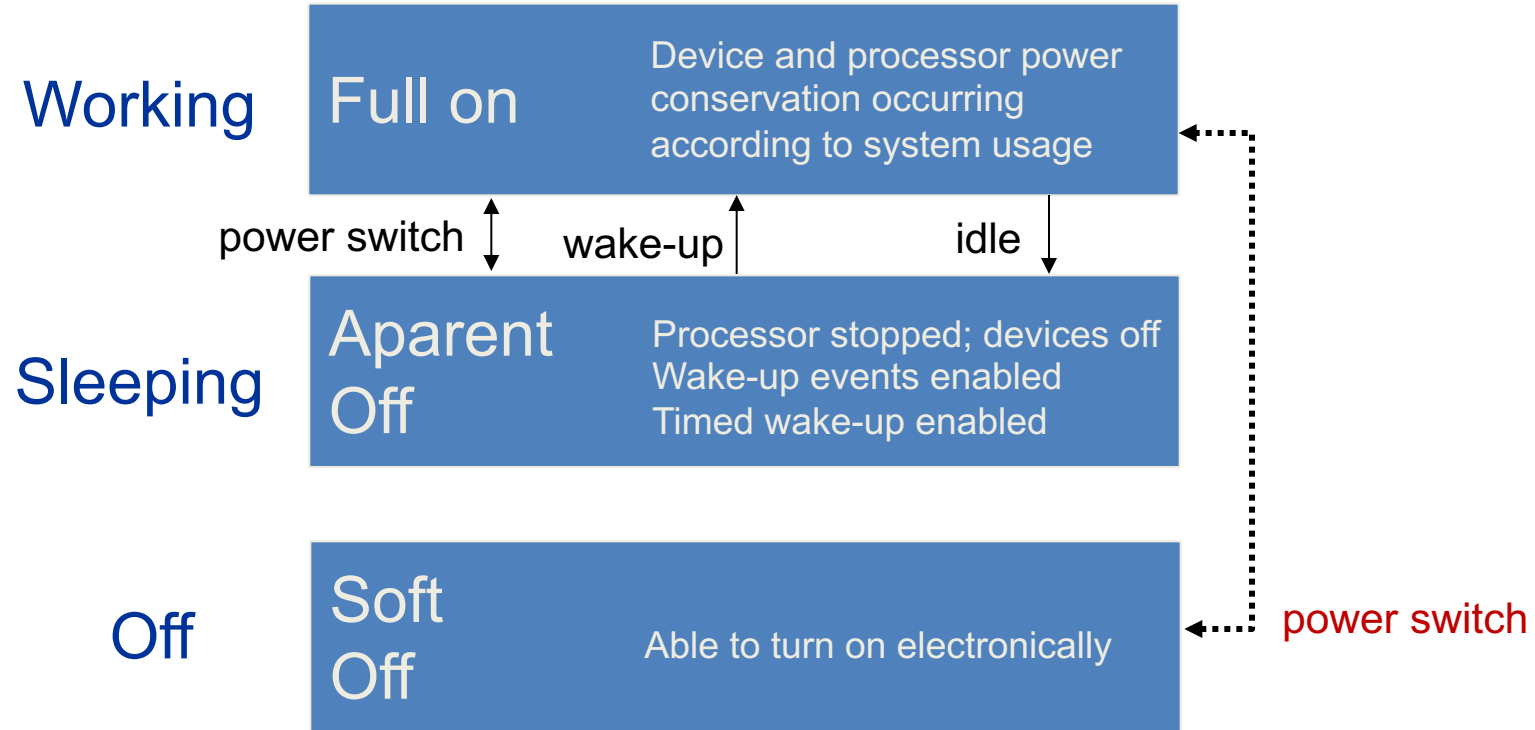 Working
Full on
Device and processor power
conservation occurring
according to system usage
power switch
wake-up
idle
Sleeping
Aparent
Off
Processor stopped; devices off
Wake-up events enabled
Timed wake-up enabled
Off
Soft
Off
Able to turn on electronically
power switch